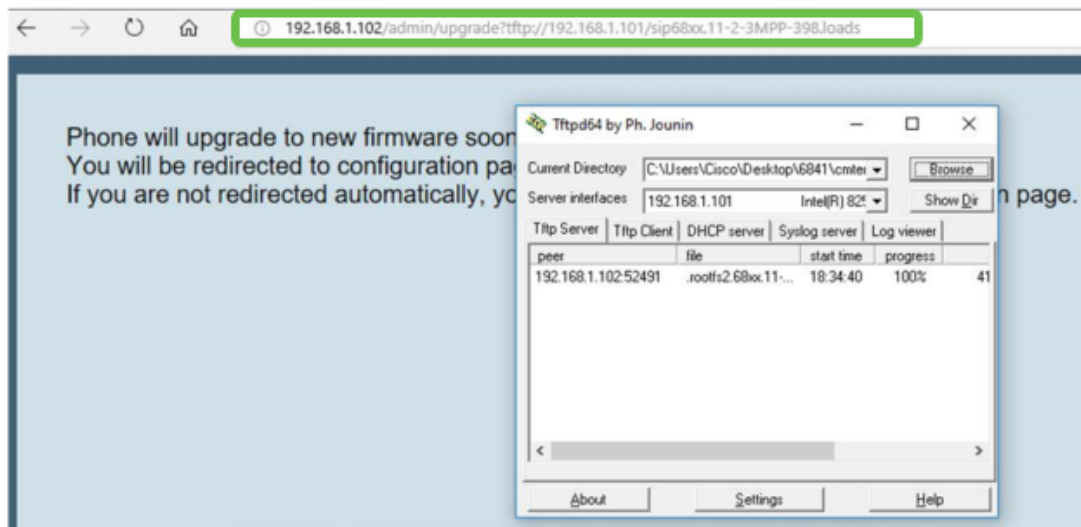 192.168.1.102/admin/upgrade?tftp://192.168.1.101/sip68xx.11-2-3MPP-398.loads
Phone will upgrade to new firmware soon
You will be redirected to configuration pa
If you are not redirected automatically, yo
n page.
Tftpd64 by Ph. Jounin
Current Directory C:\Users\Cisco\Desktop\6841\cmter Browse
Server interfaces 192.168.1.101 Intel(R) 82! Show Dir
Tftp Server Tftp Client DHCP server Syslog server Log viewer
peer file start time progress
192.168.1.102:52491 .rootfs2.68xx.11-... 18:34:40 100% 41
About Settings Help